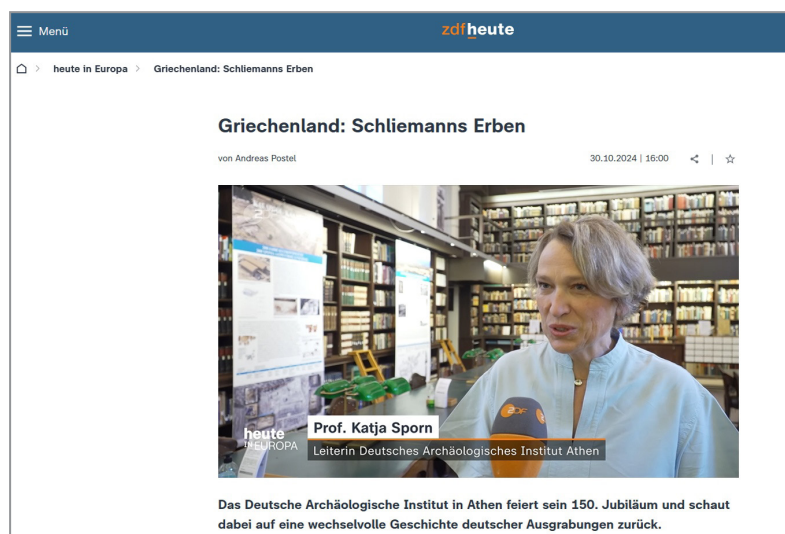 Menü
zdfheute
heute in Europa > Griechenland: Schliemanns Erben
Griechenland: Schliemanns Erben
von Andreas Postel
30.10.2024 | 16:00
ZDF
heute
IN EUROPA
Prof. Katja Sporn
Leiterin Deutsches Archäologisches Institut Athen
Das Deutsche Archäologische Institut in Athen feiert sein 150. Jubiläum und schaut
dabei auf eine wechselvolle Geschichte deutscher Ausgrabungen zurück.